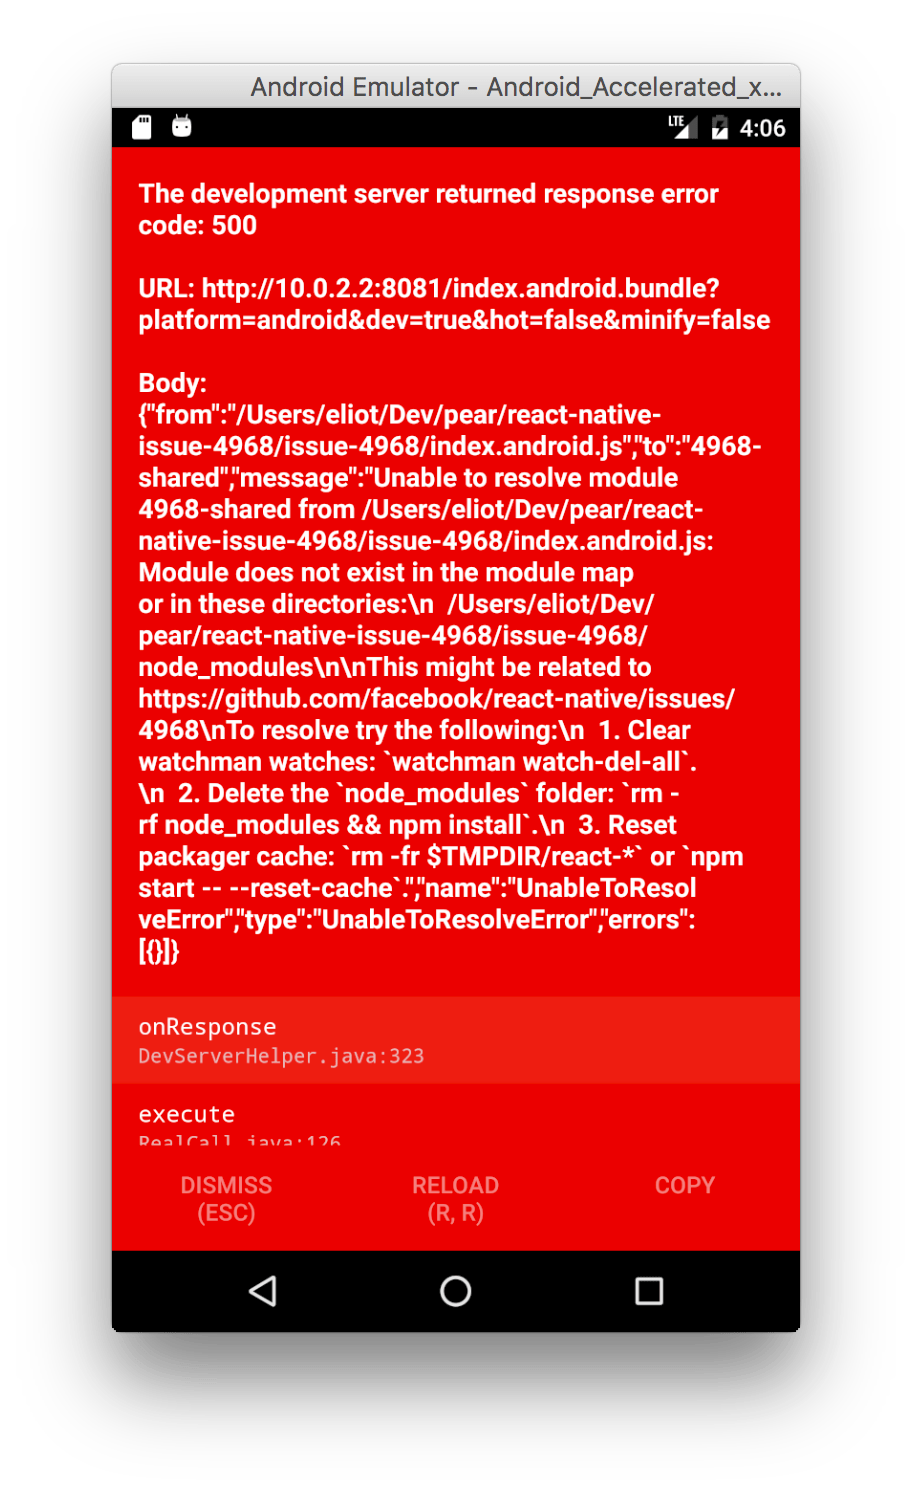 Android Emulator - Android_Accelerated_x...
LTE 4:06
The development server returned response error
code: 500
URL: http://10.0.2.2:8081/index.android.bundle?
platform=android&dev=true&hot=false&minify=false
Body:
{"from":"/Users/eliot/Dev/pear/react-native-
issue-4968/issue-4968/index.android.js","to":"4968-
shared","message":"Unable to resolve module
4968-shared from /Users/eliot/Dev/pear/react-
native-issue-4968/issue-4968/index.android.js:
Module does not exist in the module map
or in these directories:\n  /Users/eliot/Dev/
pear/react-native-issue-4968/issue-4968/
node_modules\n\nThis might be related to
https://github.com/facebook/react-native/issues/
4968\nTo resolve try the following:\n  1. Clear
watchman watches: `watchman watch-del-all`.
\n  2. Delete the `node_modules` folder: `rm -
rf node_modules && npm install`.\n  3. Reset
packager cache: `rm -fr $TMPDIR/react-*` or `npm
start -- --reset-cache`.","name":"UnableToResol
veError","type":"UnableToResolveError","errors":
[{}]}
onResponse
DevServerHelper.java:323
execute
RealCall.java:126
DISMISS
(ESC)
RELOAD
(R, R)
COPY